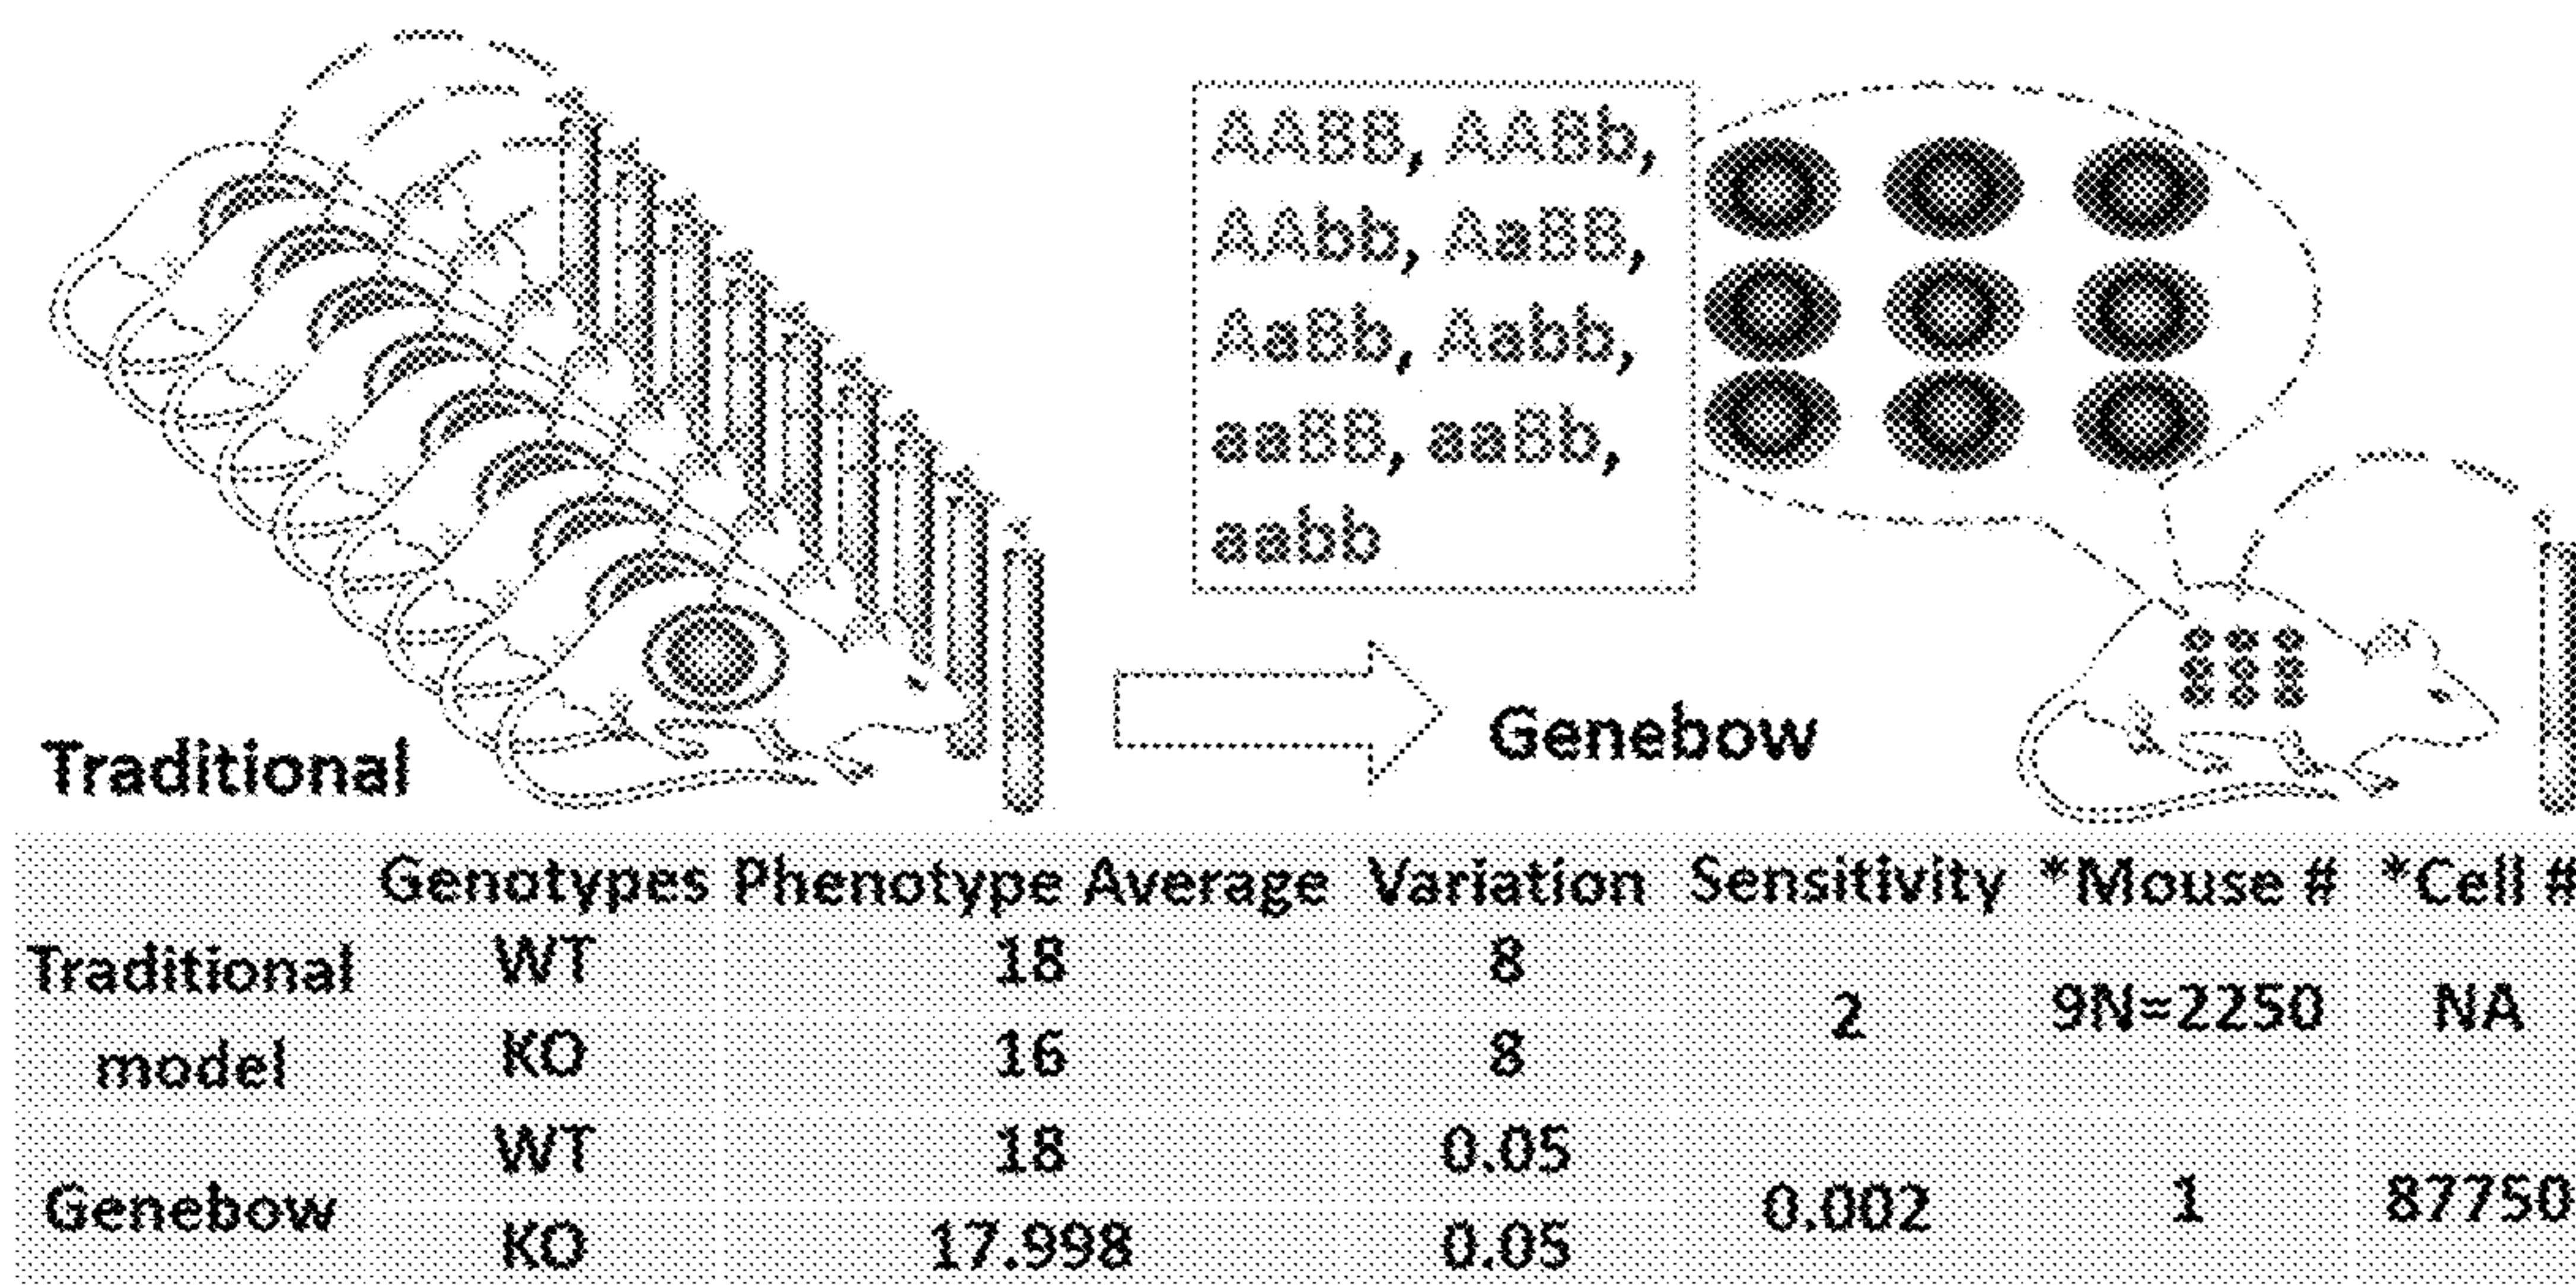 AABB, AABb,
AAbb, AaBB,
AaBb, Aabb,
aaBB, aaBb,
aabb
Traditional
Genebow
Genotypes Phenotype Average Variation Sensitivity *Mouse # *Cell #
Traditional model
WT 18 8
KO 16 8
2 9N=2250 NA
Genebow
WT 18 0.05
KO 17.998 0.05
0.002 1 87750